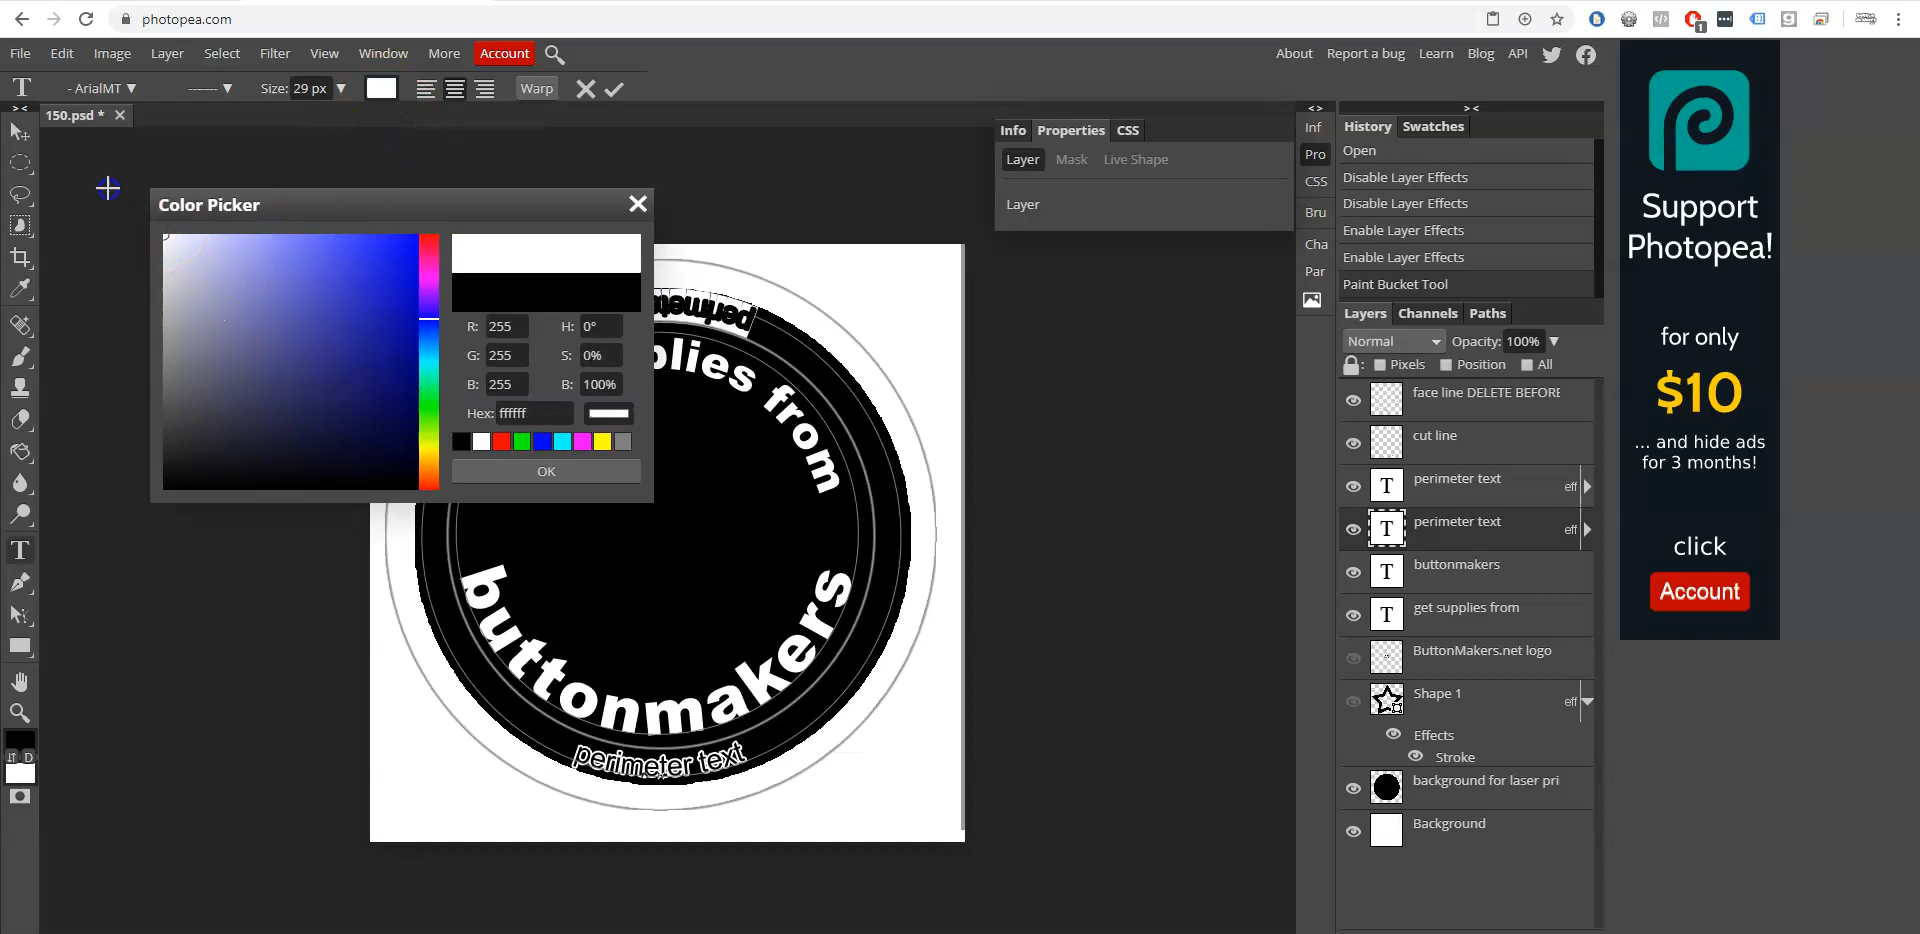 photopea.com
1
File Edit Image Layer Select Filter View Window More Account
About Report a bug Learn Blog API
T - ArialMT ▼ ------- ▼ Size: 29 px ▼ Warp
> <
150.psd *
Color Picker
R: 255 H: 0°
G: 255 S: 0%
B: 255 B: 100%
Hex: ffffff
OK
perimete
plies from
buttonmakers
perimeter text
T
D
Info Properties CSS
Layer Mask Live Shape
Layer
< >
Inf
Pro
CSS
Bru
Cha
Par
> <
History Swatches
Open
Disable Layer Effects
Disable Layer Effects
Enable Layer Effects
Enable Layer Effects
Paint Bucket Tool
Layers Channels Paths
Normal Opacity: 100% ▼
: Pixels Position All
face line DELETE BEFORE
cut line
T perimeter text eff
T perimeter text eff
T buttonmakers
T get supplies from
ButtonMakers.net logo
Shape 1 eff
Effects
Stroke
background for laser pri
Background
Support
Photopea!
for only
$10
... and hide ads
for 3 months!
click
Account